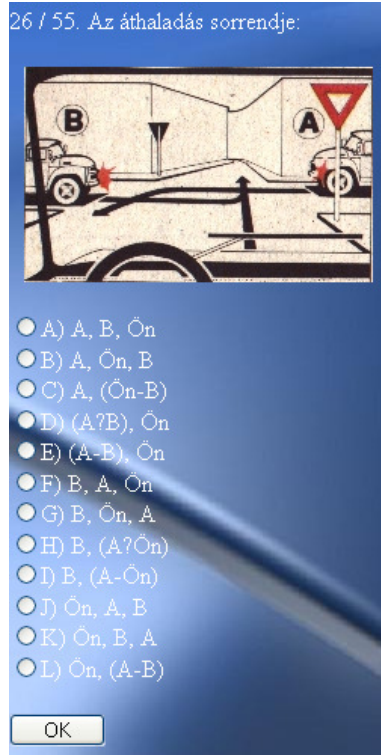 26 / 55. Az áthaladás sorrendje:
B
A
A) A, B, Ön
B) A, Ön, B
C) A, (Ön-B)
D) (A?B), Ön
E) (A-B), Ön
F) B, A, Ön
G) B, Ön, A
H) B, (A?Ön)
I) B, (A-Ön)
J) Ön, A, B
K) Ön, B, A
L) Ön, (A-B)
OK